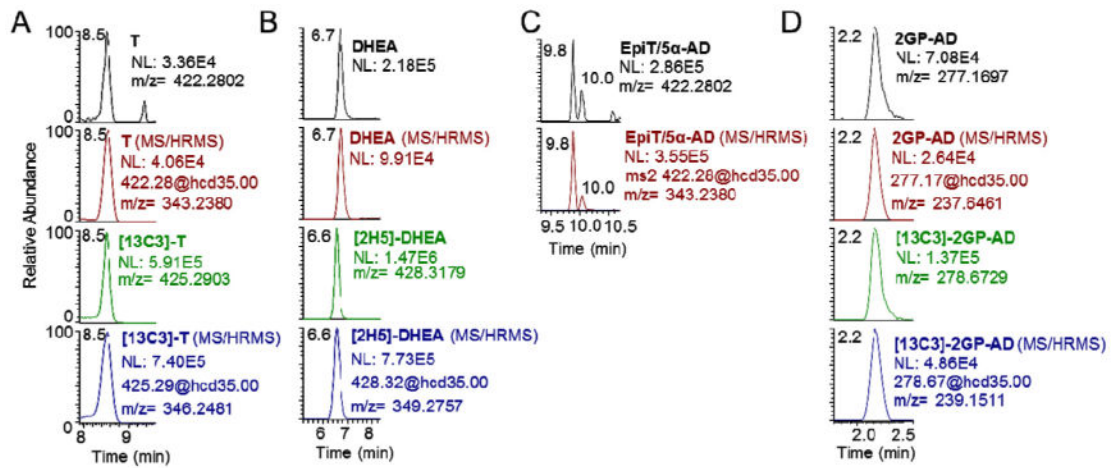 A
100
8.5
T
NL: 3.36E4
m/z= 422.2802
0
100
8.5
T (MS/HRMS)
NL: 4.06E4
422.28@hcd35.00
m/z= 343.2380
0
100
8.5
[13C3]-T
NL: 5.91E5
m/z= 425.2903
0
100
8.5
[13C3]-T (MS/HRMS)
NL: 7.40E5
425.29@hcd35.00
m/z= 346.2481
0
8 9
Time (min)
Relative Abundance
B
6.7
DHEA
NL: 2.18E5
6.7
DHEA (MS/HRMS)
NL: 9.91E4
6.6
[2H5]-DHEA
NL: 1.47E6
m/z= 428.3179
6.6
[2H5]-DHEA (MS/HRMS)
NL: 7.73E5
428.32@hcd35.00
m/z= 349.2757
6 7 8
Time (min)
C
9.8
10.0
EpiT/5α-AD
NL: 2.86E5
m/z= 422.2802
9.8
10.0
EpiT/5α-AD (MS/HRMS)
NL: 3.55E5
ms2 422.28@hcd35.00
m/z= 343.2380
9.5 10.0 10.5
Time (min)
D
2.2
2GP-AD
NL: 7.08E4
m/z= 277.1697
2.2
2GP-AD (MS/HRMS)
NL: 2.64E4
277.17@hcd35.00
m/z= 237.6461
2.2
[13C3]-2GP-AD
NL: 1.37E5
m/z= 278.6729
2.2
[13C3]-2GP-AD (MS/HRMS)
NL: 4.86E4
278.67@hcd35.00
m/z= 239.1511
2.0 2.5
Time (min)